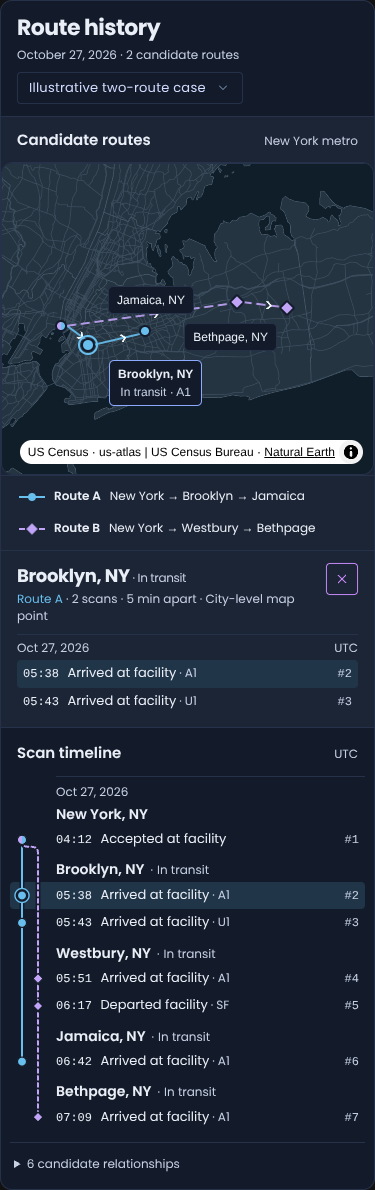 Route history
October 27, 2026 · 2 candidate routes
Illustrative two-route case
Candidate routes New York metro
Jamaica, NY
Bethpage, NY
Brooklyn, NY
In transit · A1
US Census · us-atlas | US Census Bureau · Natural Earth
Route A New York → Brooklyn → Jamaica
Route B New York → Westbury → Bethpage
Brooklyn, NY · In transit
Route A · 2 scans · 5 min apart · City-level map
point
Oct 27, 2026 UTC
05:38 Arrived at facility · A1 #2
05:43 Arrived at facility · U1 #3
Scan timeline UTC
Oct 27, 2026
New York, NY
04:12 Accepted at facility #1
Brooklyn, NY · In transit
05:38 Arrived at facility · A1 #2
05:43 Arrived at facility · U1 #3
Westbury, NY · In transit
05:51 Arrived at facility · A1 #4
06:17 Departed facility · SF #5
Jamaica, NY · In transit
06:42 Arrived at facility · A1 #6
Bethpage, NY · In transit
07:09 Arrived at facility · A1 #7
6 candidate relationships